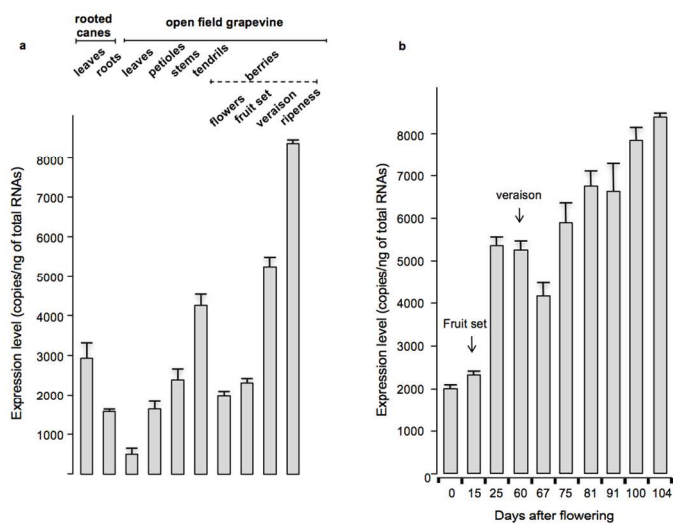 rooted
canes
open field grapevine
a
leaves
roots
leaves
petioles
stems
tendrils
berries
flowers
fruit set
veraison
ripeness
Expression level (copies/ng of total RNAs)
8000
7000
6000
5000
4000
3000
2000
1000
b
Expression level (copies/ng of total RNAs)
8000
7000
6000
5000
4000
3000
2000
1000
0
veraison
Fruit set
0 15 25 60 67 75 81 91 100 104
Days after flowering